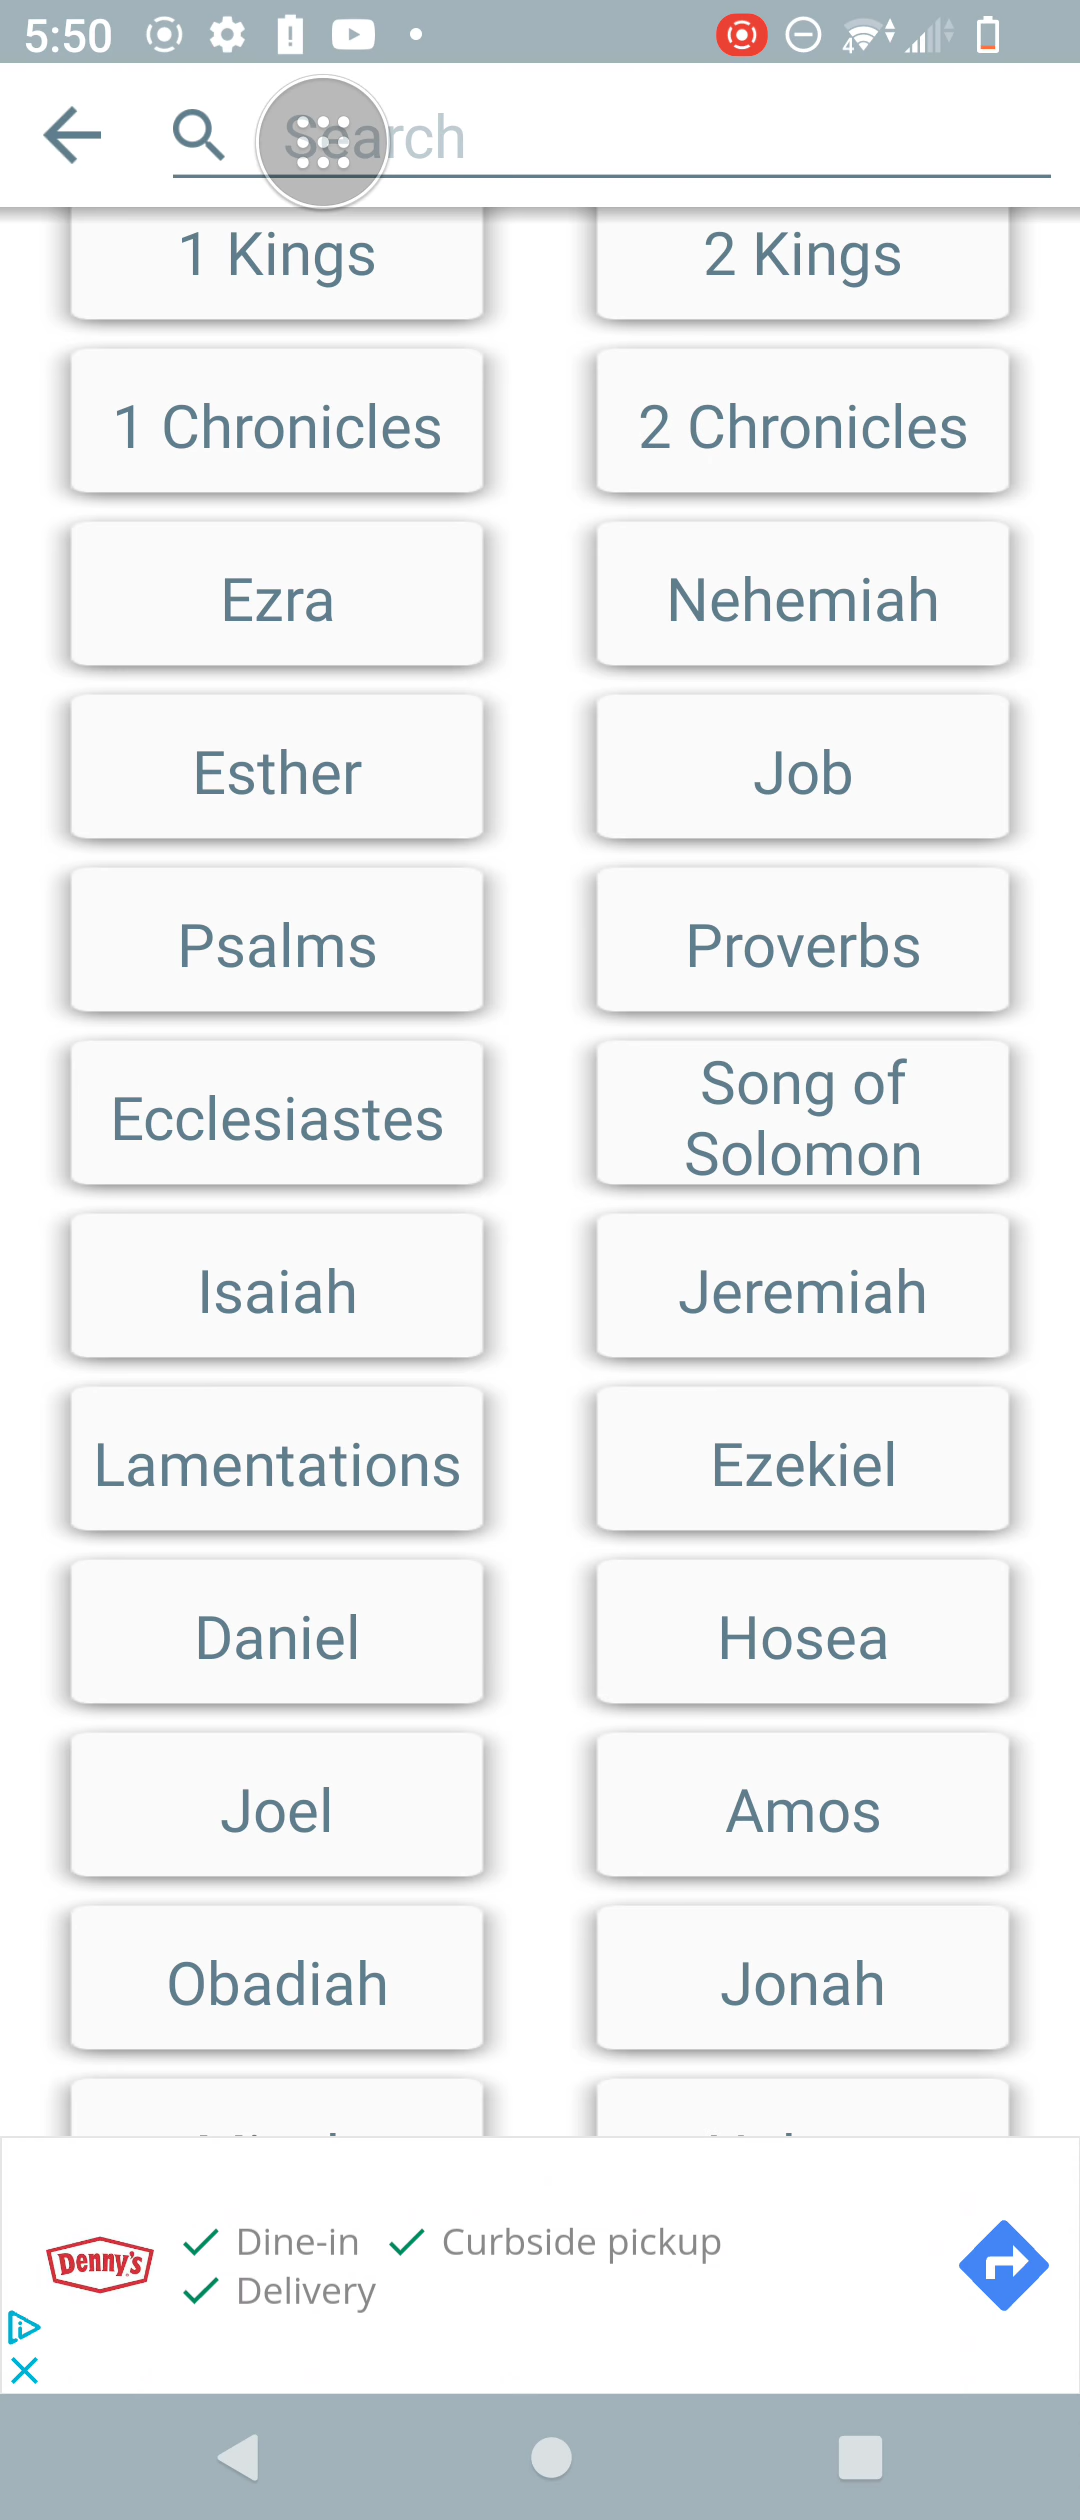 5:50
4
Search
1 Kings
2 Kings
1 Chronicles
2 Chronicles
Ezra
Nehemiah
Esther
Job
Psalms
Proverbs
Ecclesiastes
Song of
Solomon
Isaiah
Jeremiah
Lamentations
Ezekiel
Daniel
Hosea
Joel
Amos
Obadiah
Jonah
Denny's
Dine-in
Curbside pickup
Delivery